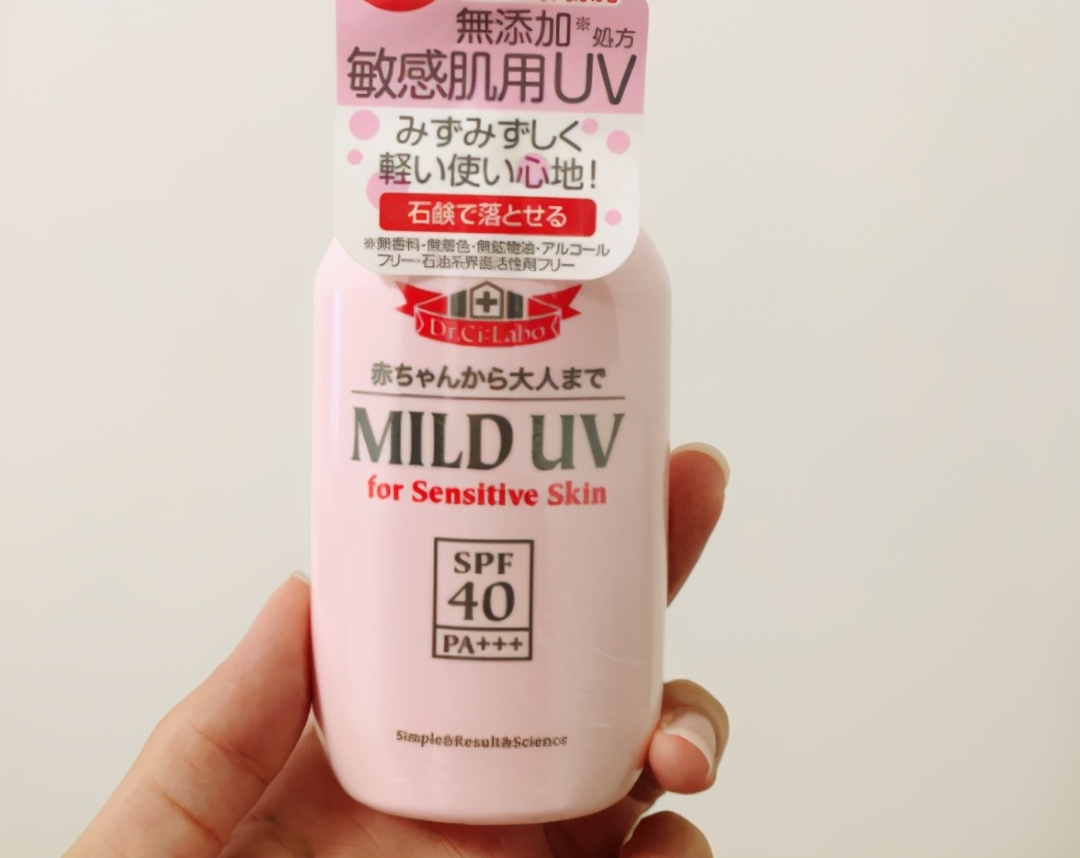 無添加※処方
敏感肌用UV
みずみずしく
軽い使い心地!
石鹸で落とせる
※無香料・無着色・無鉱物油・アルコール
フリー・石油系界面活性剤フリー
Dr.Ci:Labo
赤ちゃんから大人まで
MILD UV
for Sensitive Skin
SPF
40
PA+++
Simple&Result&Science